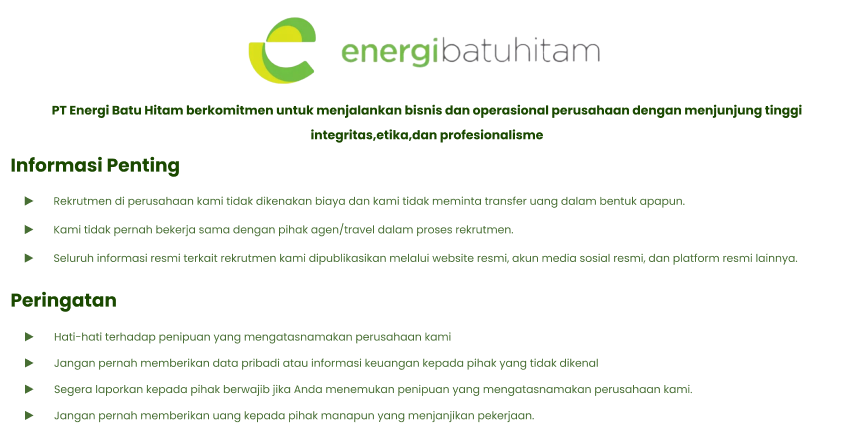 energibatuhitam
PT Energi Batu Hitam berkomitmen untuk menjalankan bisnis dan operasional perusahaan dengan menjunjung tinggi
integritas,etika,dan profesionalisme
Informasi Penting
Rekrutmen di perusahaan kami tidak dikenakan biaya dan kami tidak meminta transfer uang dalam bentuk apapun.
Kami tidak pernah bekerja sama dengan pihak agen/travel dalam proses rekrutmen.
Seluruh informasi resmi terkait rekrutmen kami dipublikasikan melalui website resmi, akun media sosial resmi, dan platform resmi lainnya.
Peringatan
Hati-hati terhadap penipuan yang mengatasnamakan perusahaan kami
Jangan pernah memberikan data pribadi atau informasi keuangan kepada pihak yang tidak dikenal
Segera laporkan kepada pihak berwajib jika Anda menemukan penipuan yang mengatasnamakan perusahaan kami.
Jangan pernah memberikan uang kepada pihak manapun yang menjanjikan pekerjaan.